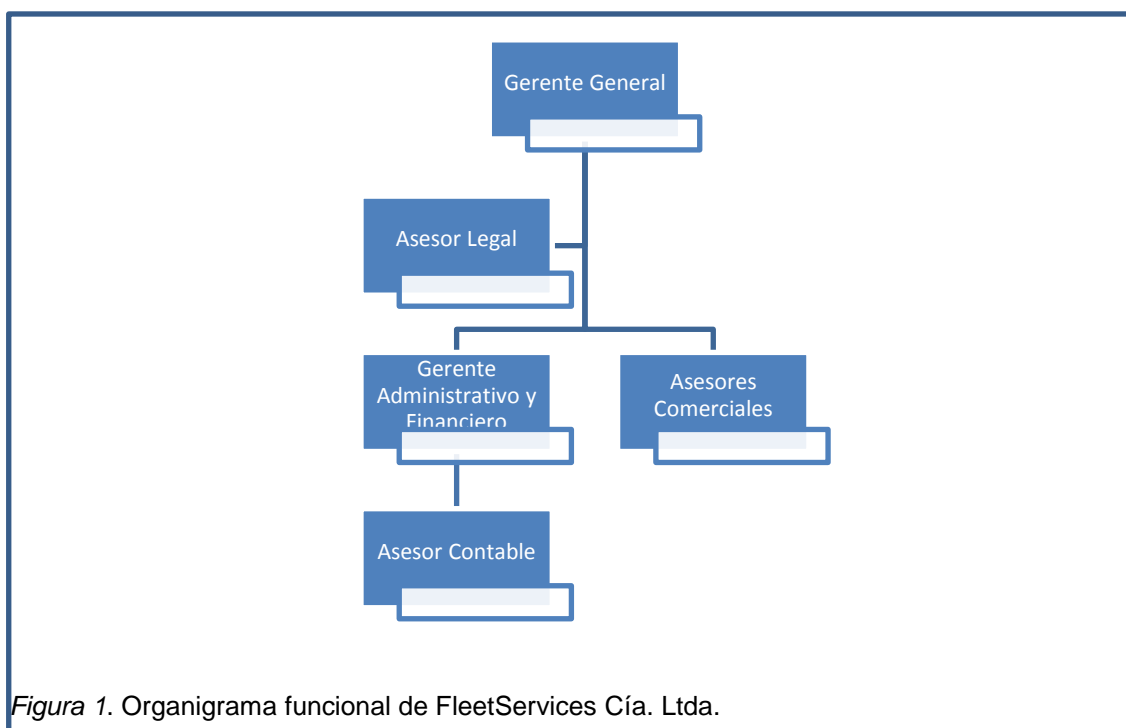 Gerente General
Asesor Legal
Gerente
Administrativo y
Financiero
Asesores
Comerciales
Asesor Contable
Figura 1. Organigrama funcional de FleetServices Cía. Ltda.